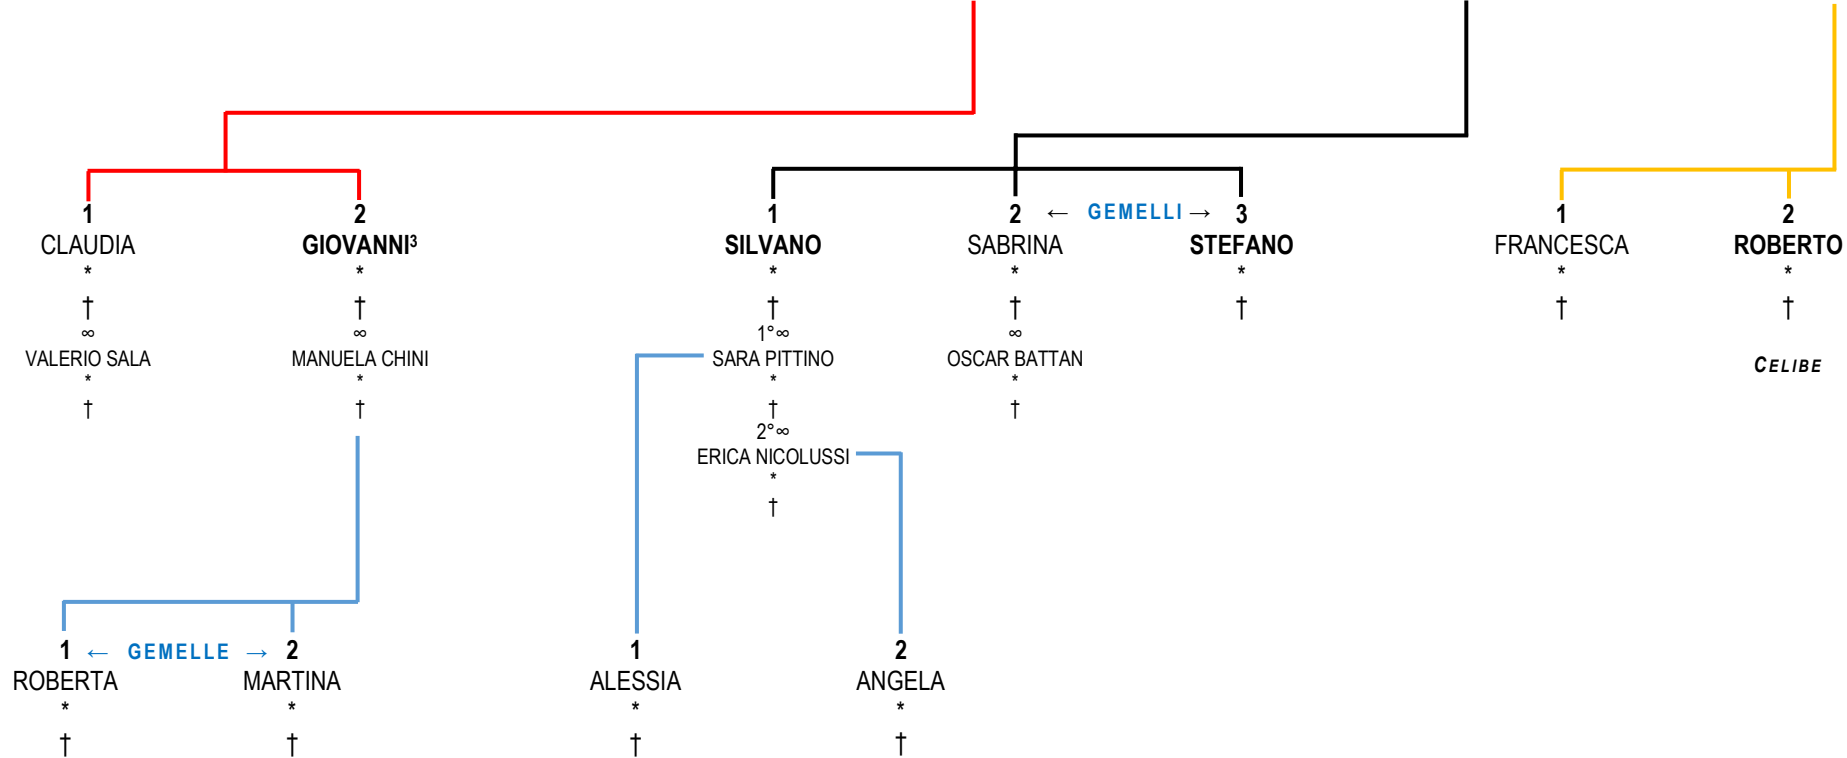 1 2 1 2 ← GEMELLI → 3 1 2
CLAUDIA GIOVANNI³ SILVANO SABRINA STEFANO FRANCESCA ROBERTO
* * * * * * *
† † † † † † †
∞ ∞ 1°∞ ∞
VALERIO SALA MANUELA CHINI SARA PITTINO OSCAR BATTAN CELIBE
* * * *
† † † †
2°∞
ERICA NICOLUSSI
*
†
1 ← GEMELLE → 2 1 2
ROBERTA MARTINA ALESSIA ANGELA
* * * *
† † † †